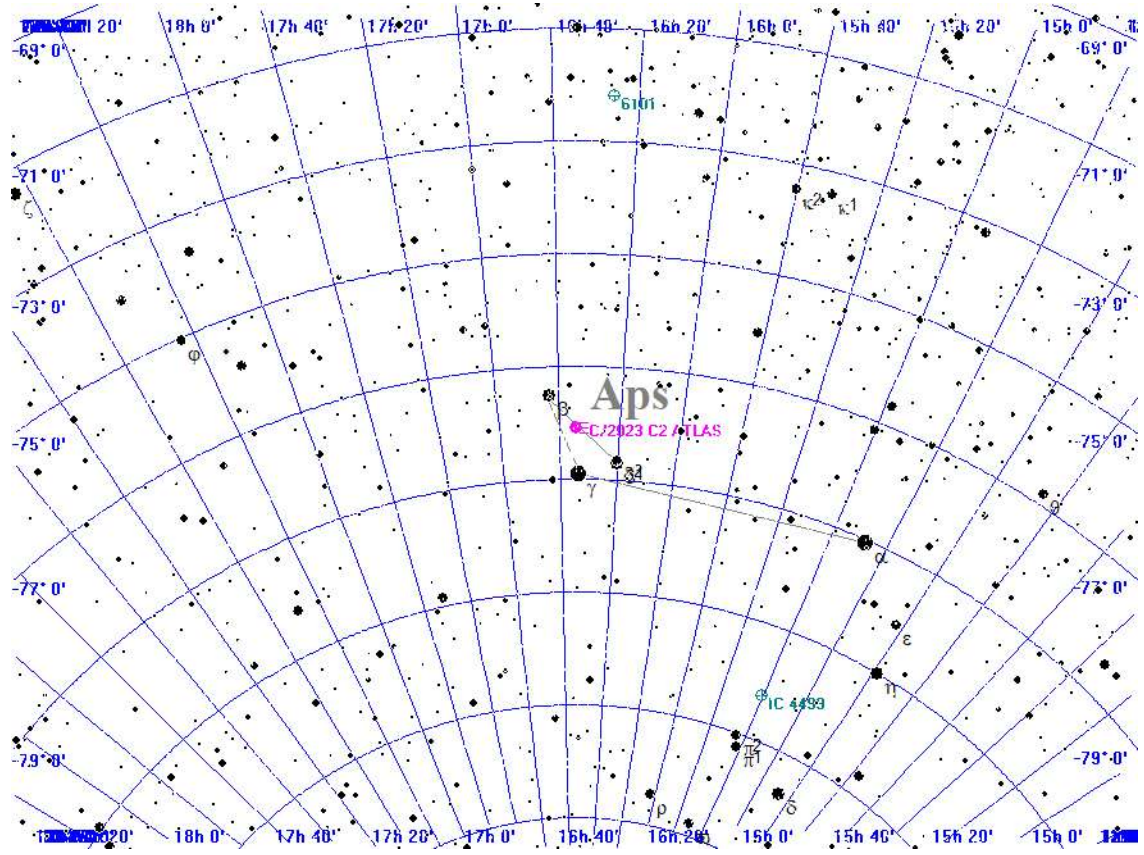 18h 0' 17h 40' 17h 20' 17h 0' 16h 40' 16h 20' 16h 0' 15h 40' 15h 20' 15h 0'
-69° 0' -69° 0'
6101
-71° 0' -71° 0'
κ2 κ1
ζ
-73° 0' -73° 0'
φ
Aps
β
C/2023 C2 ATLAS
-75° 0' -75° 0'
γ
α
-77° 0' -77° 0'
ε
η
IC 4499
π2
π1
-79° 0' -79° 0'
ρ δ
18h 0' 17h 40' 17h 20' 17h 0' 16h 40' 16h 20' 16h 0' 15h 40' 15h 20' 15h 0'